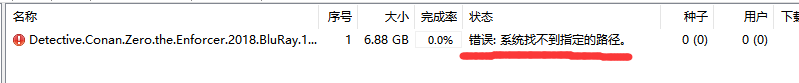 名称 序号 大小 完成率 状态 种子 用户 下载
Detective.Conan.Zero.the.Enforcer.2018.BluRay.1... 1 6.88 GB 0.0% 错误: 系统找不到指定的路径。 0 (0) 0 (0)